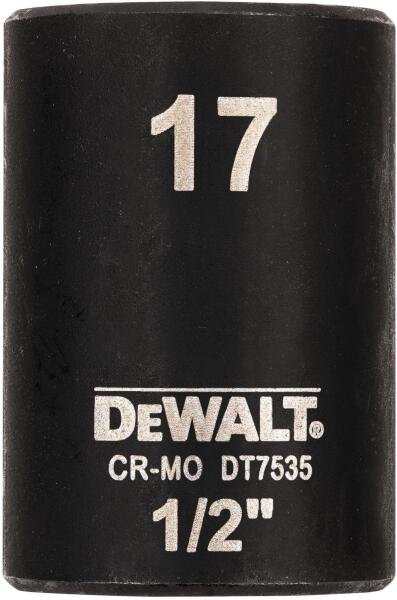 17
DEWALT®
CR-MO DT7535
1/2"